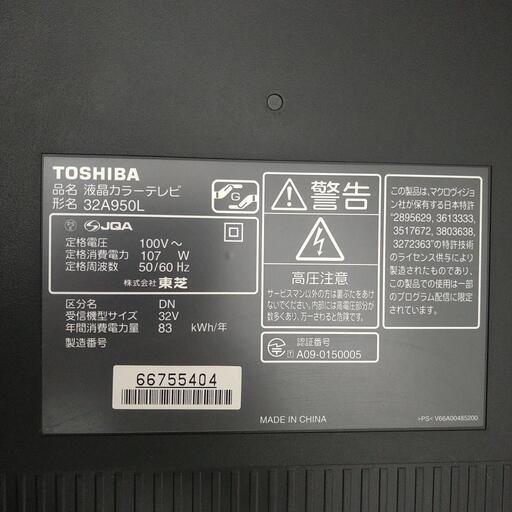 TOSHIBA
品名 液晶カラーテレビ
形名 32A950L
G
JQA
定格電圧 100V～
定格消費電力 107 W
定格周波数 50/60 Hz
株式会社 東芝
区分名 DN
受信機型サイズ 32V
年間消費電力量 83 kWh/年
製造番号
66755404
警告
高圧注意
サービスマン以外の方は裏ぶたをあけ
ないでください。内部には高電圧部分が
数多くあり、万一さわると危険です。
認証番号
T A09-0150005
この製品は、マクロヴィジョ
ン社が保有する日本特許
"2895629, 3613333,
3517672, 3803638,
3272363"の特許技術
のライセンス供与により
製造されたものです。
この製品での使用は一部
のプログラム配信に限定
されています。
MADE IN CHINA
>PS< V66A00485200